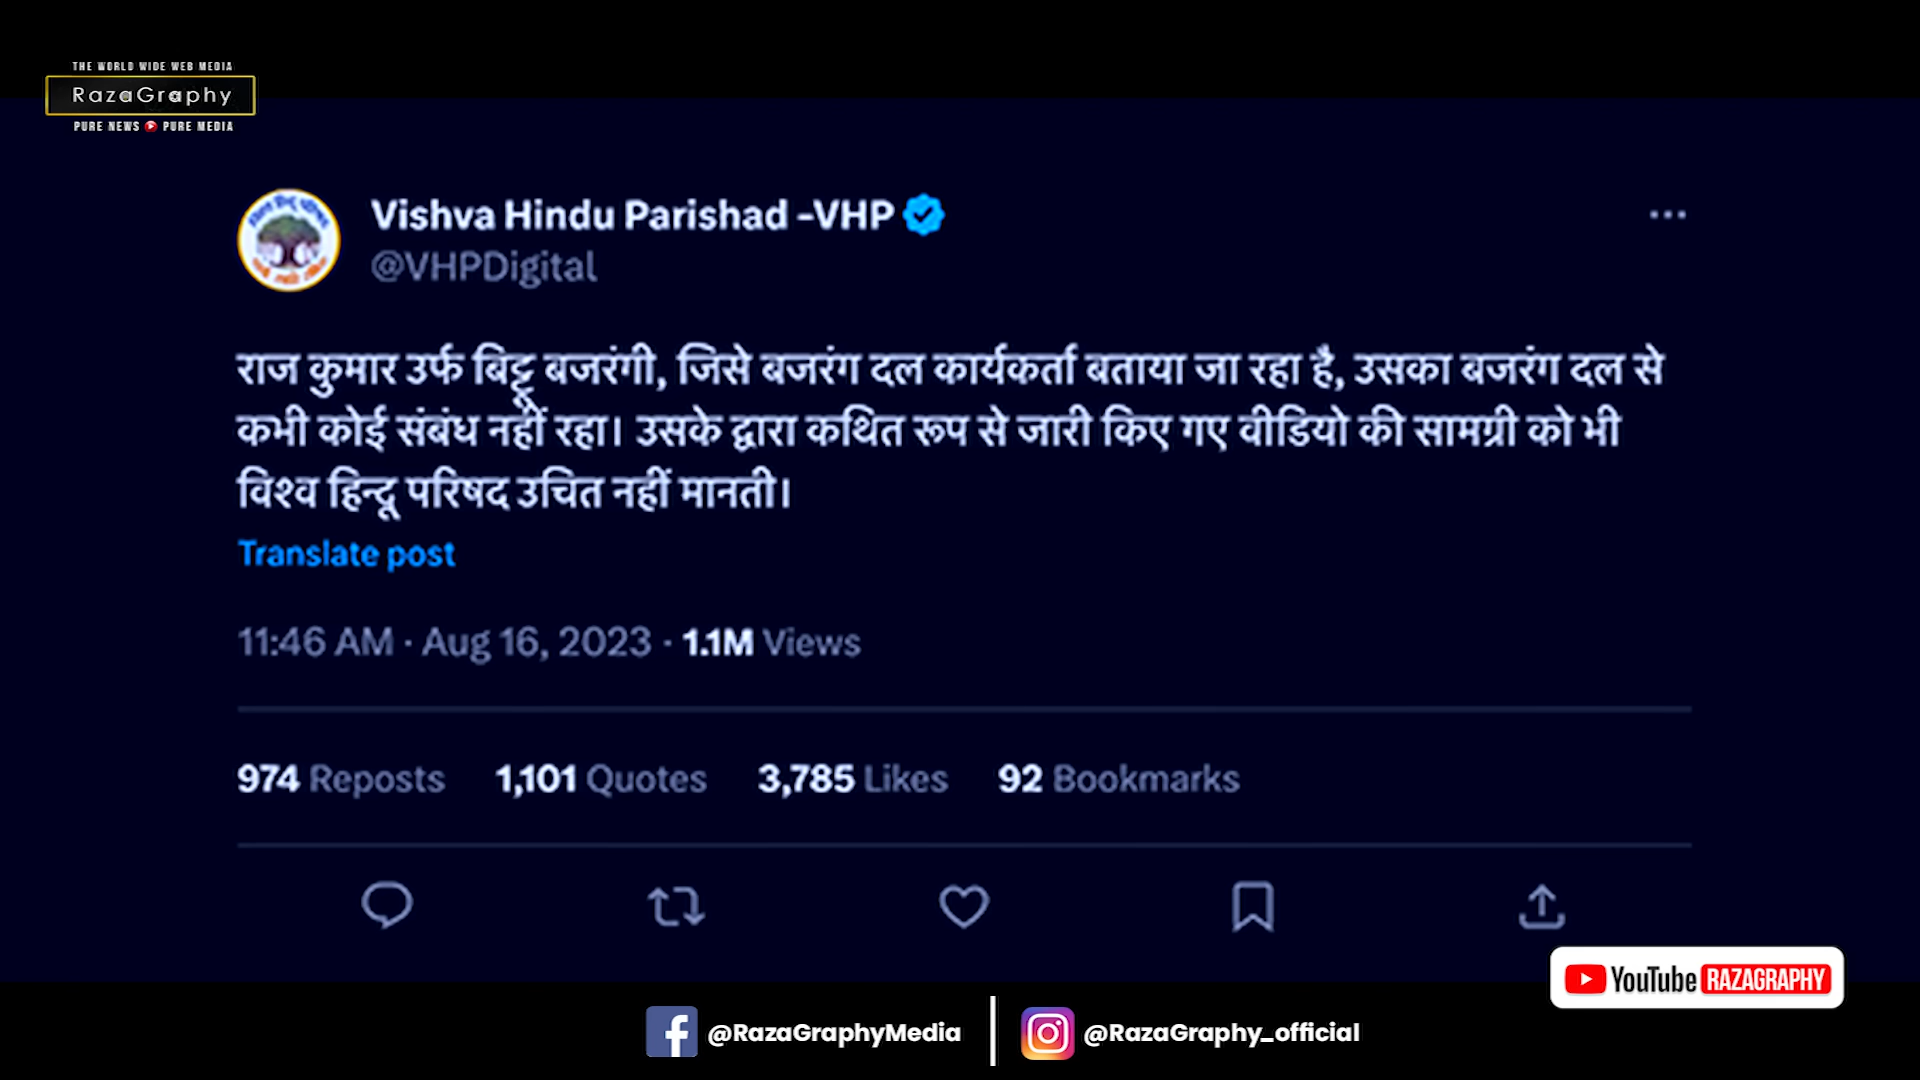 THE WORLD WIDE WEB MEDIA
RazaGraphy
PURE NEWS PURE MEDIA
Vishva Hindu Parishad -VHP
@VHPDigital
राज कुमार उर्फ बिट्टू बजरंगी, जिसे बजरंग दल कार्यकर्ता बताया जा रहा है, उसका बजरंग दल से
कभी कोई संबंध नहीं रहा। उसके द्वारा कथित रूप से जारी किए गए वीडियो की सामग्री को भी
विश्व हिन्दू परिषद उचित नहीं मानती।
Translate post
11:46 AM · Aug 16, 2023 · 1.1M Views
974 Reposts 1,101 Quotes 3,785 Likes 92 Bookmarks
YouTube RAZAGRAPHY
@RazaGraphyMedia @RazaGraphy_official